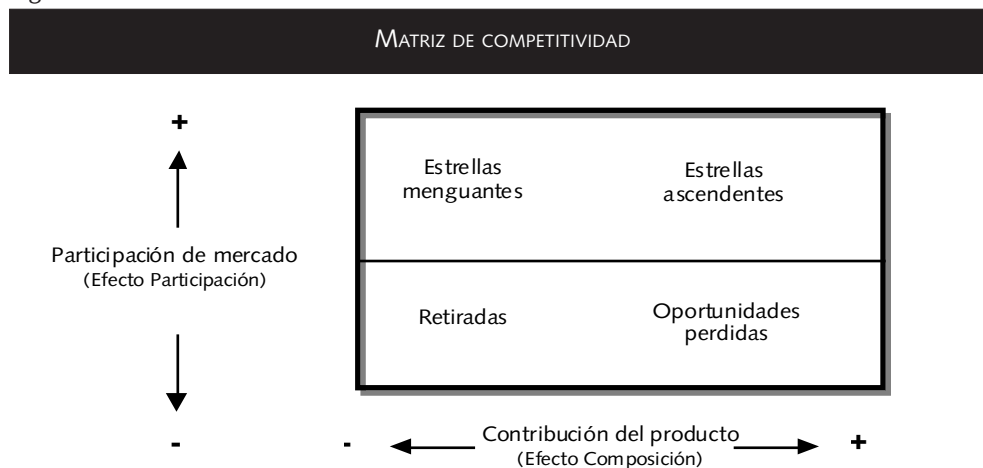 MATRIZ DE COMPETITIVIDAD
+
Estrellas
menguantes
Estrellas
ascendentes
Participación de mercado
(Efecto Participación)
Retiradas
Oportunidades
perdidas
-
-
Contribución del producto
(Efecto Composición)
+